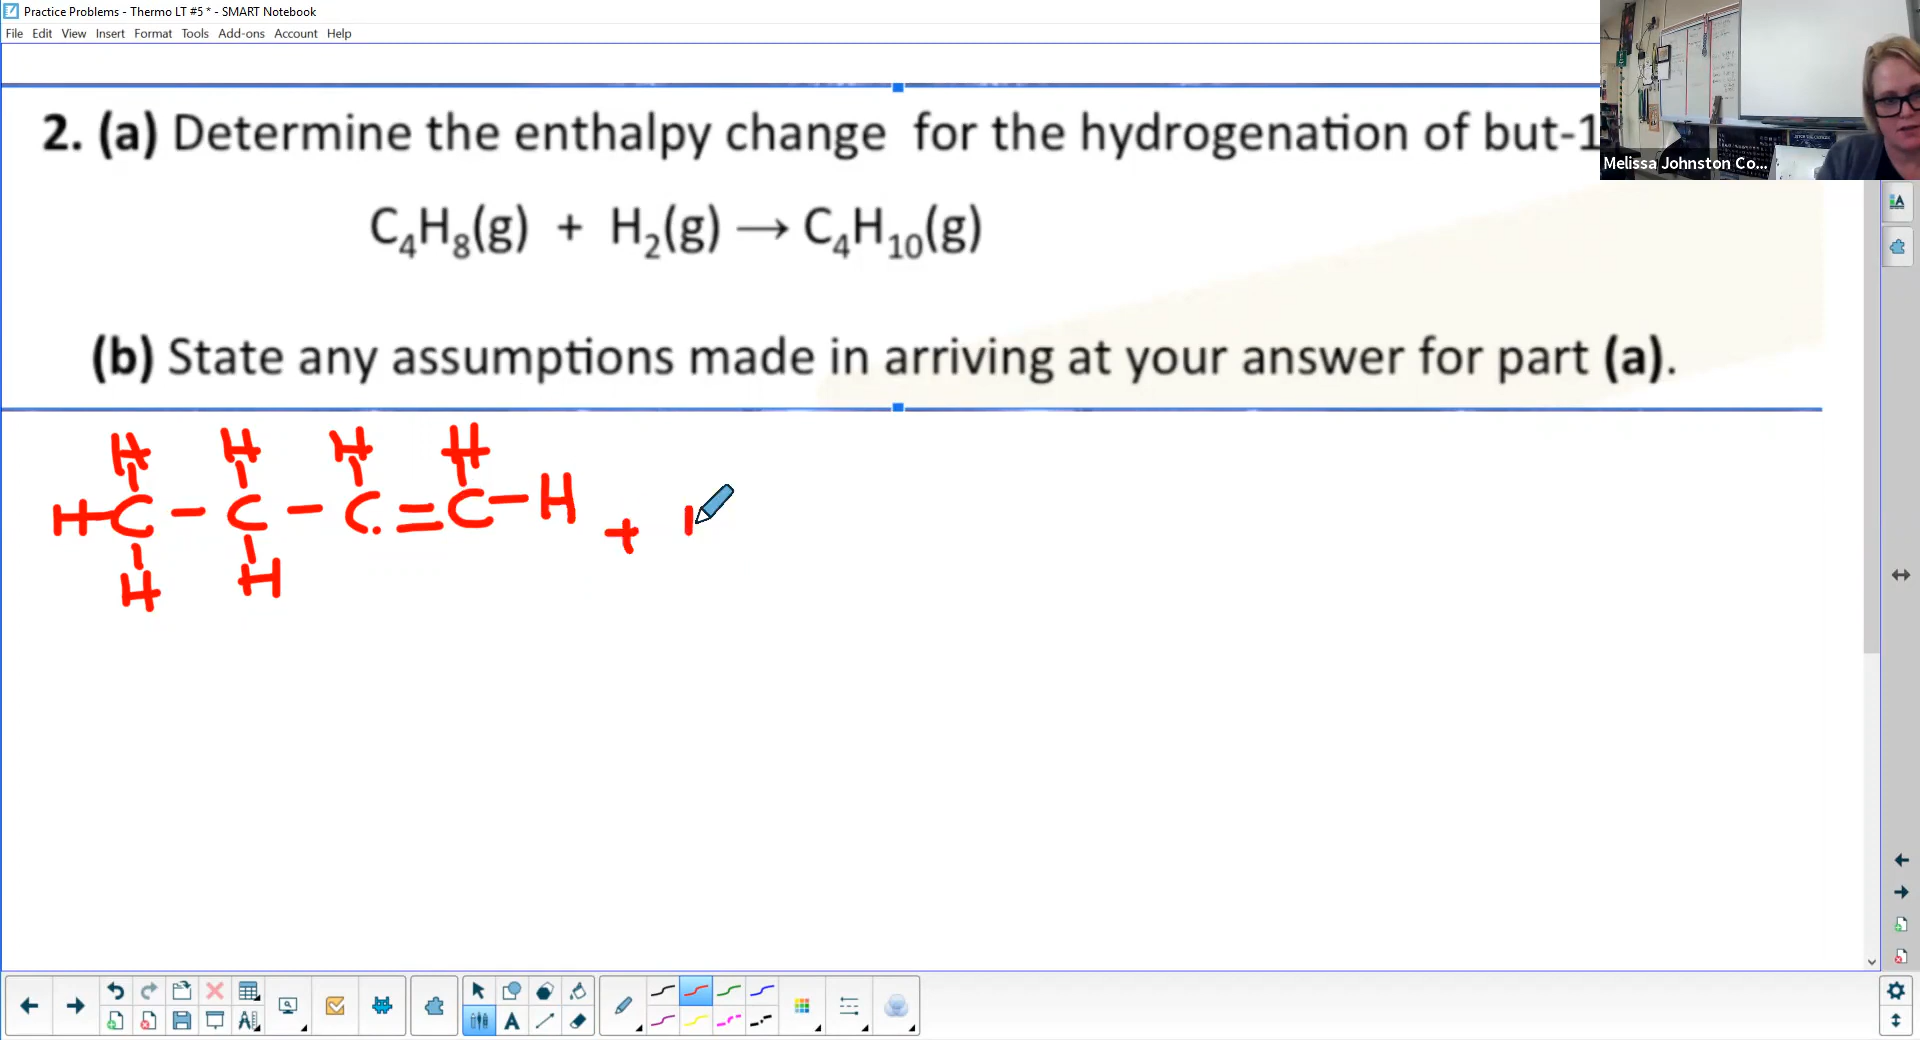 Practice Problems - Thermo LT #5 * - SMART Notebook
File Edit View Insert Format Tools Add-ons Account Help
2. (a) Determine the enthalpy change for the hydrogenation of but-1
Melissa Johnston Co...
C4H8(g) + H2(g) → C4H10(g)
(b) State any assumptions made in arriving at your answer for part (a).
H H H H
H-C - C - C = C - H +
H H